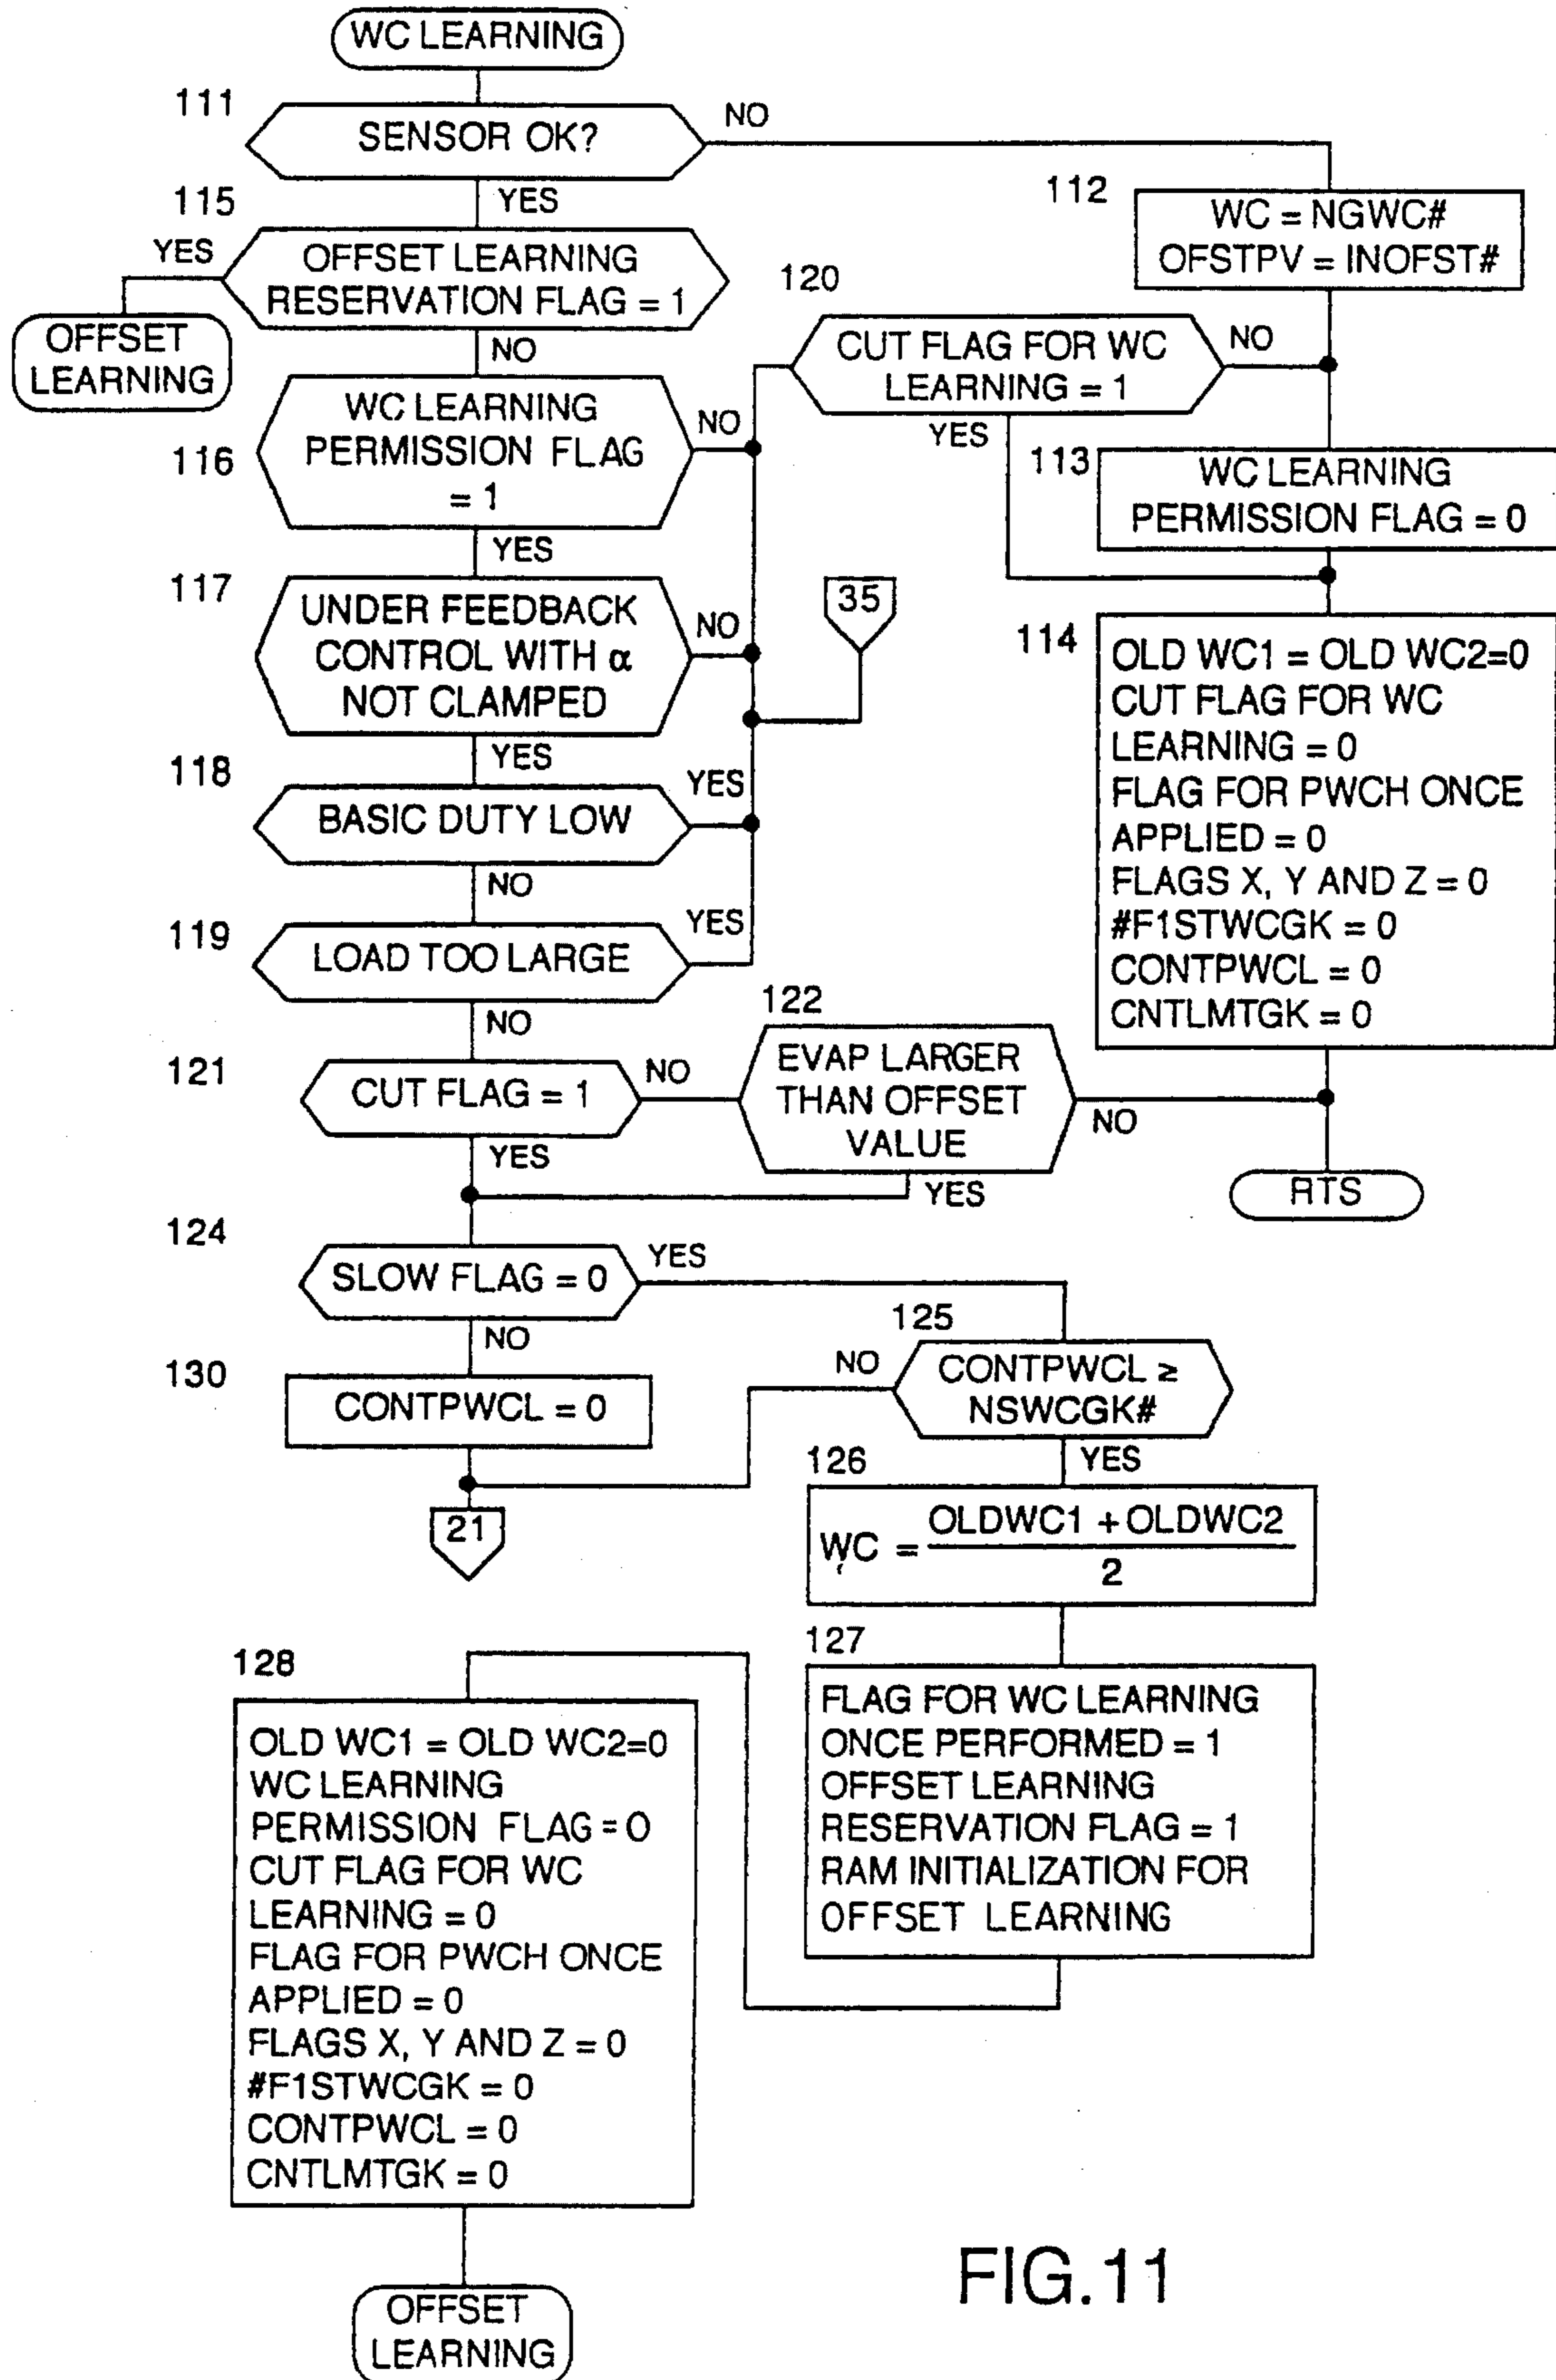 WC LEARNING
111
SENSOR OK?
NO
YES
112
WC = NGWC#
OFSTPV = INOFST#
115
YES
OFFSET LEARNING
RESERVATION FLAG = 1
NO
OFFSET
LEARNING
120
CUT FLAG FOR WC
LEARNING = 1
NO
YES
116
WC LEARNING
PERMISSION FLAG
= 1
NO
YES
113
WC LEARNING
PERMISSION FLAG = 0
117
UNDER FEEDBACK
CONTROL WITH α
NOT CLAMPED
NO
YES
35
114
OLD WC1 = OLD WC2=0
CUT FLAG FOR WC
LEARNING = 0
FLAG FOR PWCH ONCE
APPLIED = 0
FLAGS X, Y AND Z = 0
#F1STWCGK = 0
CONTPWCL = 0
CNTLMTGK = 0
118
BASIC DUTY LOW
YES
NO
119
LOAD TOO LARGE
YES
NO
121
CUT FLAG = 1
NO
YES
122
EVAP LARGER
THAN OFFSET
VALUE
NO
YES
RTS
124
SLOW FLAG = 0
YES
NO
125
CONTPWCL ≥
NSWCGK#
NO
YES
130
CONTPWCL = 0
21
126
WC = OLDWC1 + OLDWC2
2
127
FLAG FOR WC LEARNING
ONCE PERFORMED = 1
OFFSET LEARNING
RESERVATION FLAG = 1
RAM INITIALIZATION FOR
OFFSET LEARNING
128
OLD WC1 = OLD WC2=0
WC LEARNING
PERMISSION FLAG = 0
CUT FLAG FOR WC
LEARNING = 0
FLAG FOR PWCH ONCE
APPLIED = 0
FLAGS X, Y AND Z = 0
#F1STWCGK = 0
CONTPWCL = 0
CNTLMTGK = 0
OFFSET
LEARNING
FIG.11